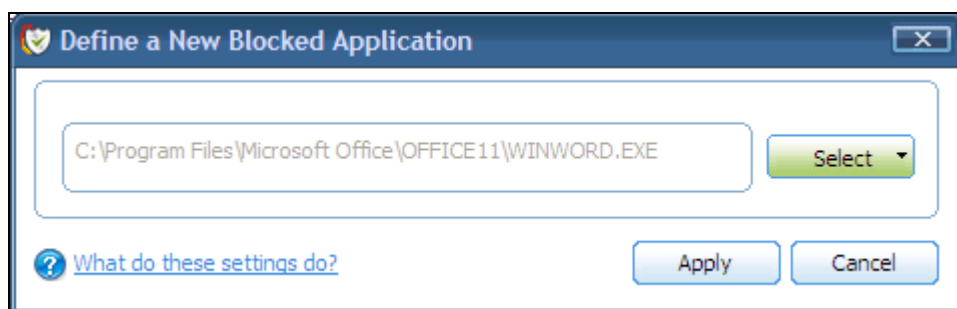 Define a New Blocked Application
C:\Program Files\Microsoft Office\OFFICE11\WINWORD.EXE
Select
What do these settings do?
Apply
Cancel